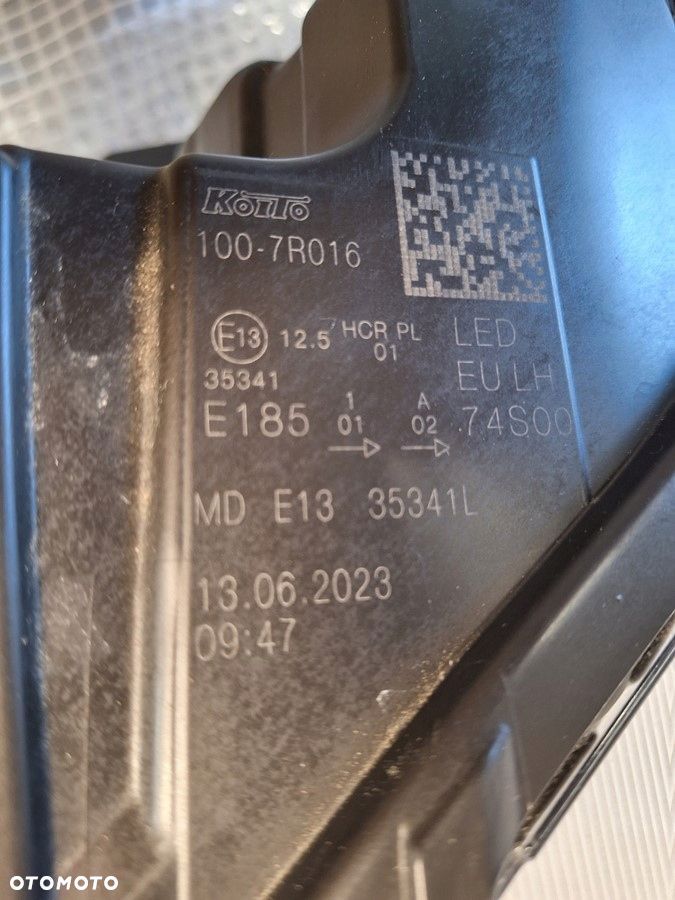 KOITO
100-7R016
E13 12.5 HCR PL LED
01
35341 EU LH
E185 1 A 74S00
01 02
MD E13 35341L
13.06.2023
09:47
OTOMOTO